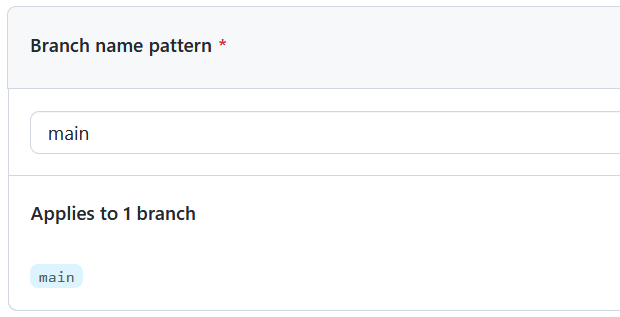 Branch name pattern *
main
Applies to 1 branch
main